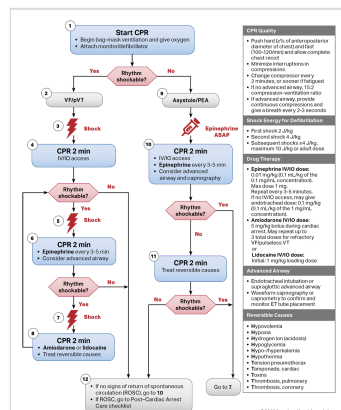 1
Start CPR
• Begin bag-mask ventilation and give oxygen
• Attach monitor/defibrillator
Yes
Rhythm
shockable?
No
2
VF/pVT
9
Asystole/PEA
3
Shock
Epinephrine
ASAP
4
CPR 2 min
IV/IO access
10
CPR 2 min
• IV/IO access
• Epinephrine every 3-5 min
• Consider advanced
airway and capnography
Rhythm
shockable?
No
Yes
5
Shock
Rhythm
shockable?
Yes
No
6
CPR 2 min
• Epinephrine every 3-5 min
• Consider advanced airway
11
CPR 2 min
Treat reversible causes
Rhythm
shockable?
No
Yes
7
Shock
Rhythm
shockable?
No
Yes
8
CPR 2 min
• Amiodarone or lidocaine
• Treat reversible causes
12
• If no signs of return of spontaneous
circulation (ROSC), go to 10
• If ROSC, go to Post–Cardiac Arrest
Care checklist
Go to 7
CPR Quality
• Push hard (≥⅓ of anteroposterior
diameter of chest) and fast
(100-120/min) and allow complete
chest recoil
• Minimize interruptions in
compressions
• Change compressor every
2 minutes, or sooner if fatigued
• If no advanced airway, 15:2
compression-ventilation ratio
• If advanced airway, provide
continuous compressions and
give a breath every 2-3 seconds
Shock Energy for Defibrillation
• First shock 2 J/kg
• Second shock 4 J/kg
• Subsequent shocks ≥4 J/kg,
maximum 10 J/kg or adult dose
Drug Therapy
• Epinephrine IV/IO dose:
0.01 mg/kg (0.1 mL/kg of
the 0.1 mg/mL concentration).
Max dose 1 mg.
Repeat every 3-5 minutes.
If no IV/IO access, may give
endotracheal dose: 0.1 mg/kg
(0.1 mL/kg of the 1 mg/mL
concentration).
• Amiodarone IV/IO dose:
5 mg/kg bolus during cardiac
arrest. May repeat up to
3 total doses for refractory
VF/pulseless VT
or
Lidocaine IV/IO dose:
Initial: 1 mg/kg loading dose
Advanced Airway
• Endotracheal intubation or
supraglottic advanced airway
• Waveform capnography or
capnometry to confirm and
monitor ET tube placement
Reversible Causes
• Hypovolemia
• Hypoxia
• Hydrogen ion (acidosis)
• Hypoglycemia
• Hypo-/hyperkalemia
• Hypothermia
• Tension pneumothorax
• Tamponade, cardiac
• Toxins
• Thrombosis, pulmonary
• Thrombosis, coronary